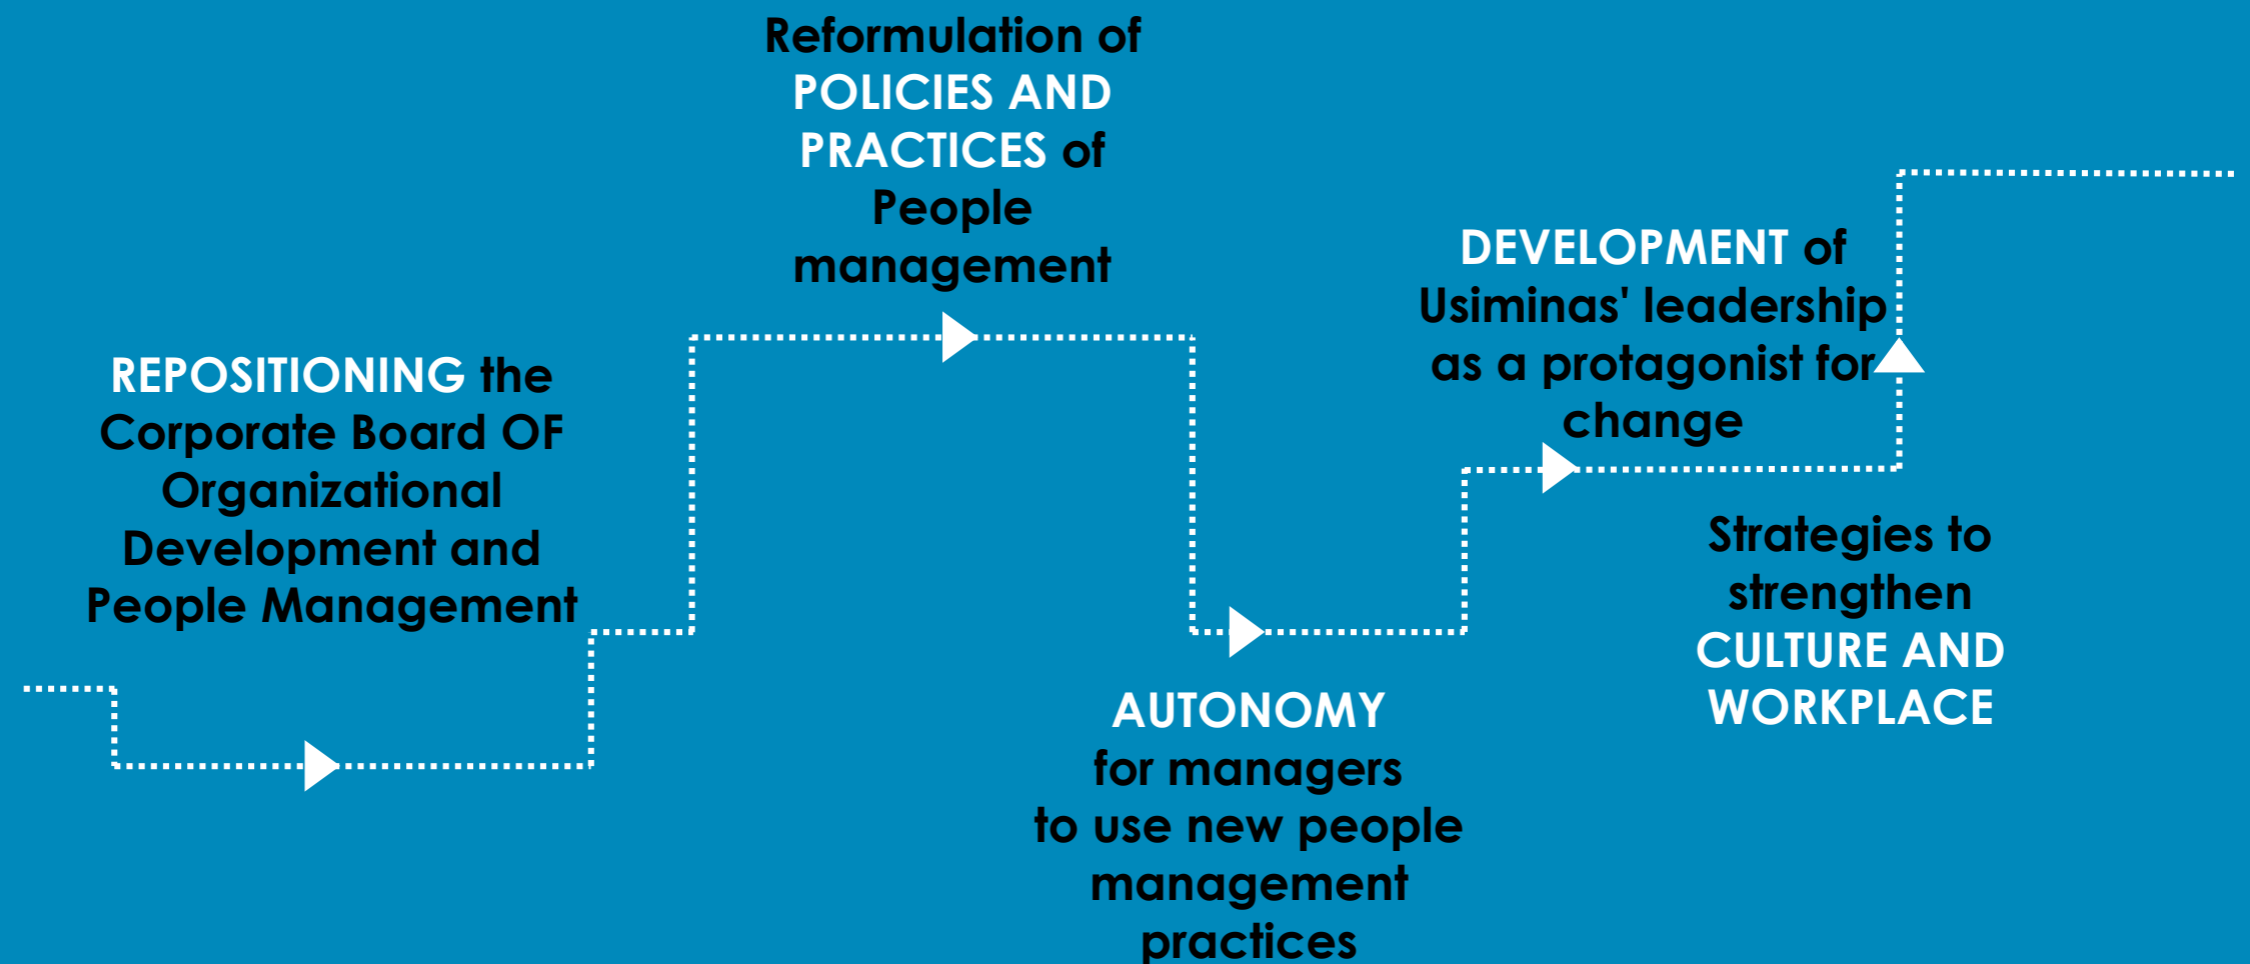 REPOSITIONING the
Corporate Board OF
Organizational
Development and
People Management
Reformulation of
POLICIES AND
PRACTICES of
People
management
AUTONOMY
for managers
to use new people
management
practices
DEVELOPMENT of
Usiminas' leadership
as a protagonist for
change
Strategies to
strengthen
CULTURE AND
WORKPLACE